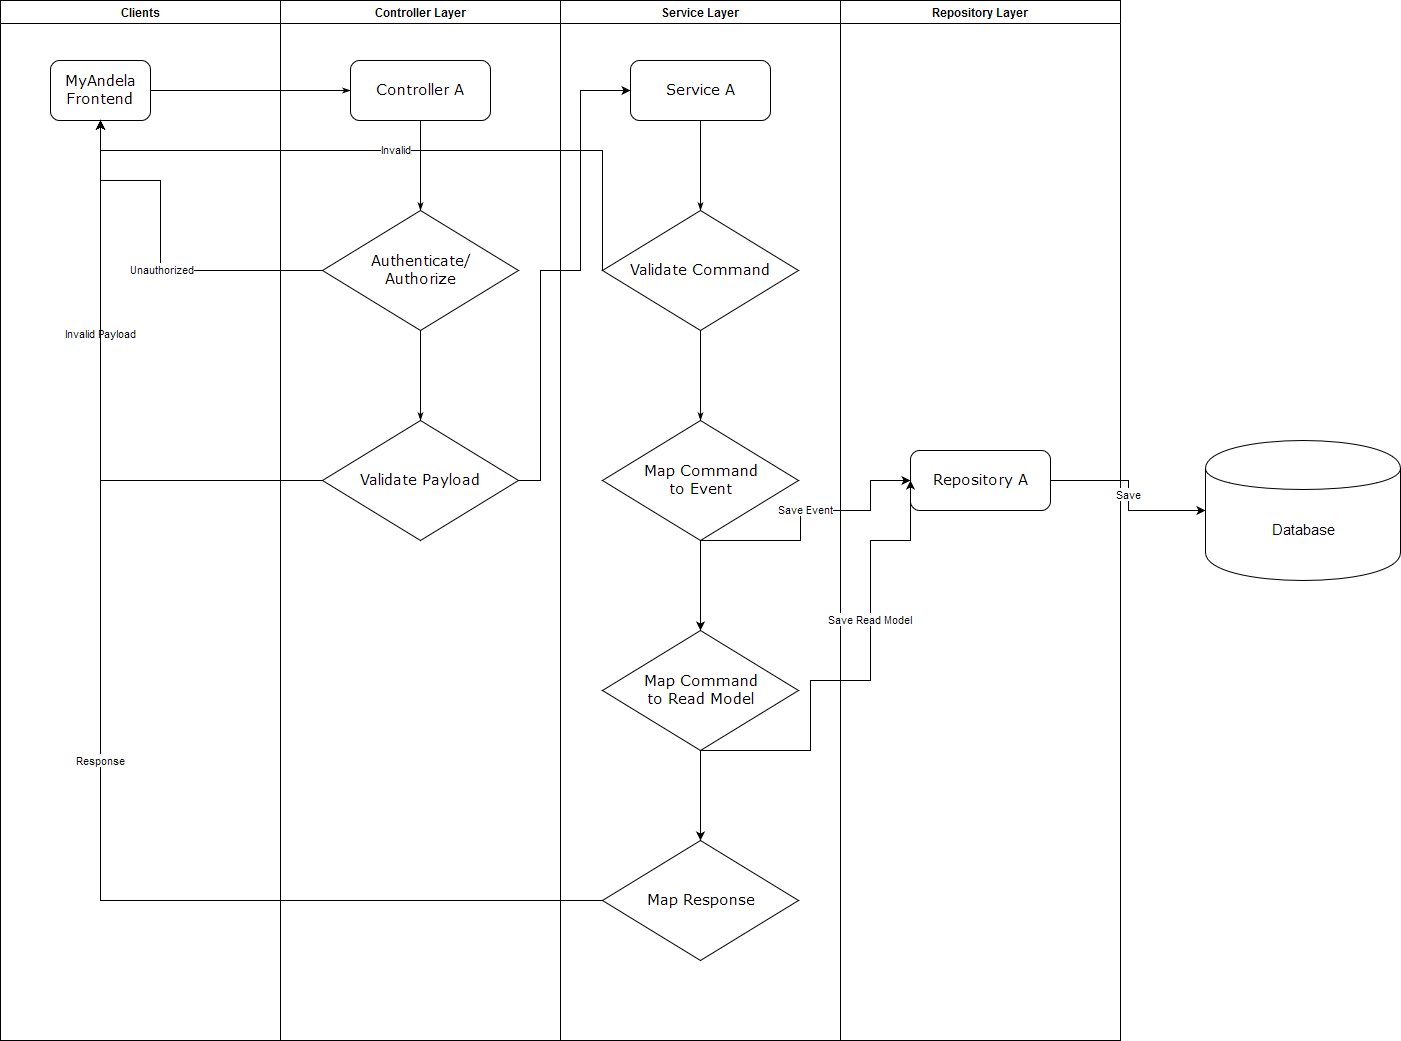 Clients
Controller Layer
Service Layer
Repository Layer
MyAndela
Frontend
Controller A
Service A
Invalid
Authenticate/
Authorize
Unauthorized
Validate Command
Invalid Payload
Validate Payload
Map Command
to Event
Save Event
Repository A
Save
Database
Save Read Model
Map Command
to Read Model
Response
Map Response